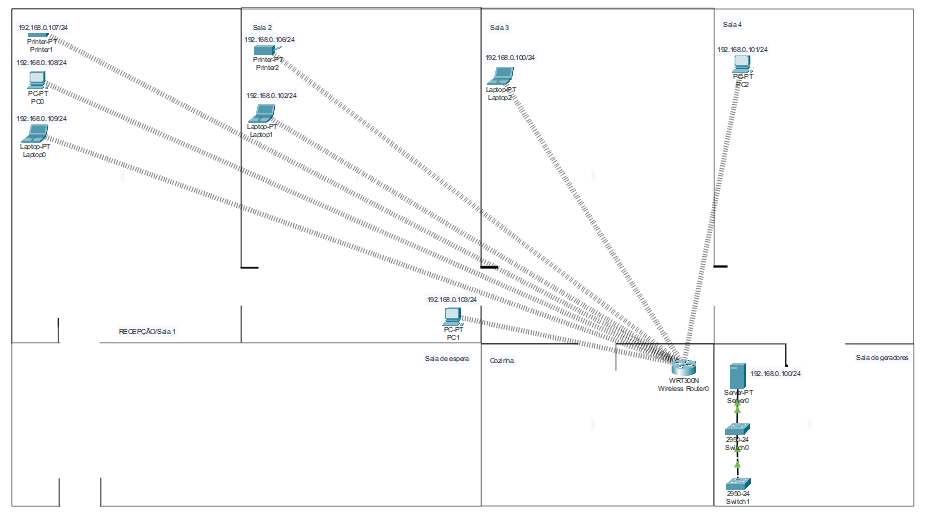 192.168.0.107/24
Printer-PT
Printer1
192.168.0.108/24
PC-PT
PC0
192.168.0.109/24
Laptop-PT
Laptop0
RECEPÇÃO/Sala 1
Sala 2
192.168.0.106/24
Printer-PT
Printer2
192.168.0.102/24
Laptop-PT
Laptop1
Sala 3
192.168.0.100/24
Laptop-PT
Laptop2
Sala 4
192.168.0.101/24
PC-PT
PC2
192.168.0.103/24
PC-PT
PC1
Sala de espera
Cozinha
WRT300N
Wireless Router0
Sala de geradores
192.168.0.100/24
Server-PT
Server0
2950-24
Switch0
2950-24
Switch1